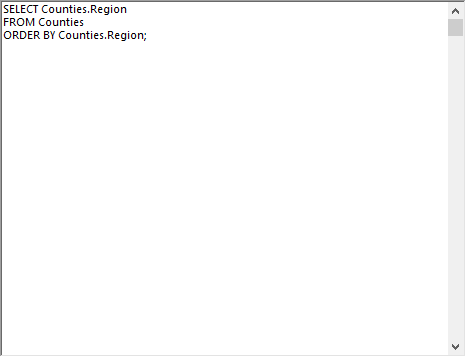 SELECT Counties.Region
FROM Counties
ORDER BY Counties.Region;